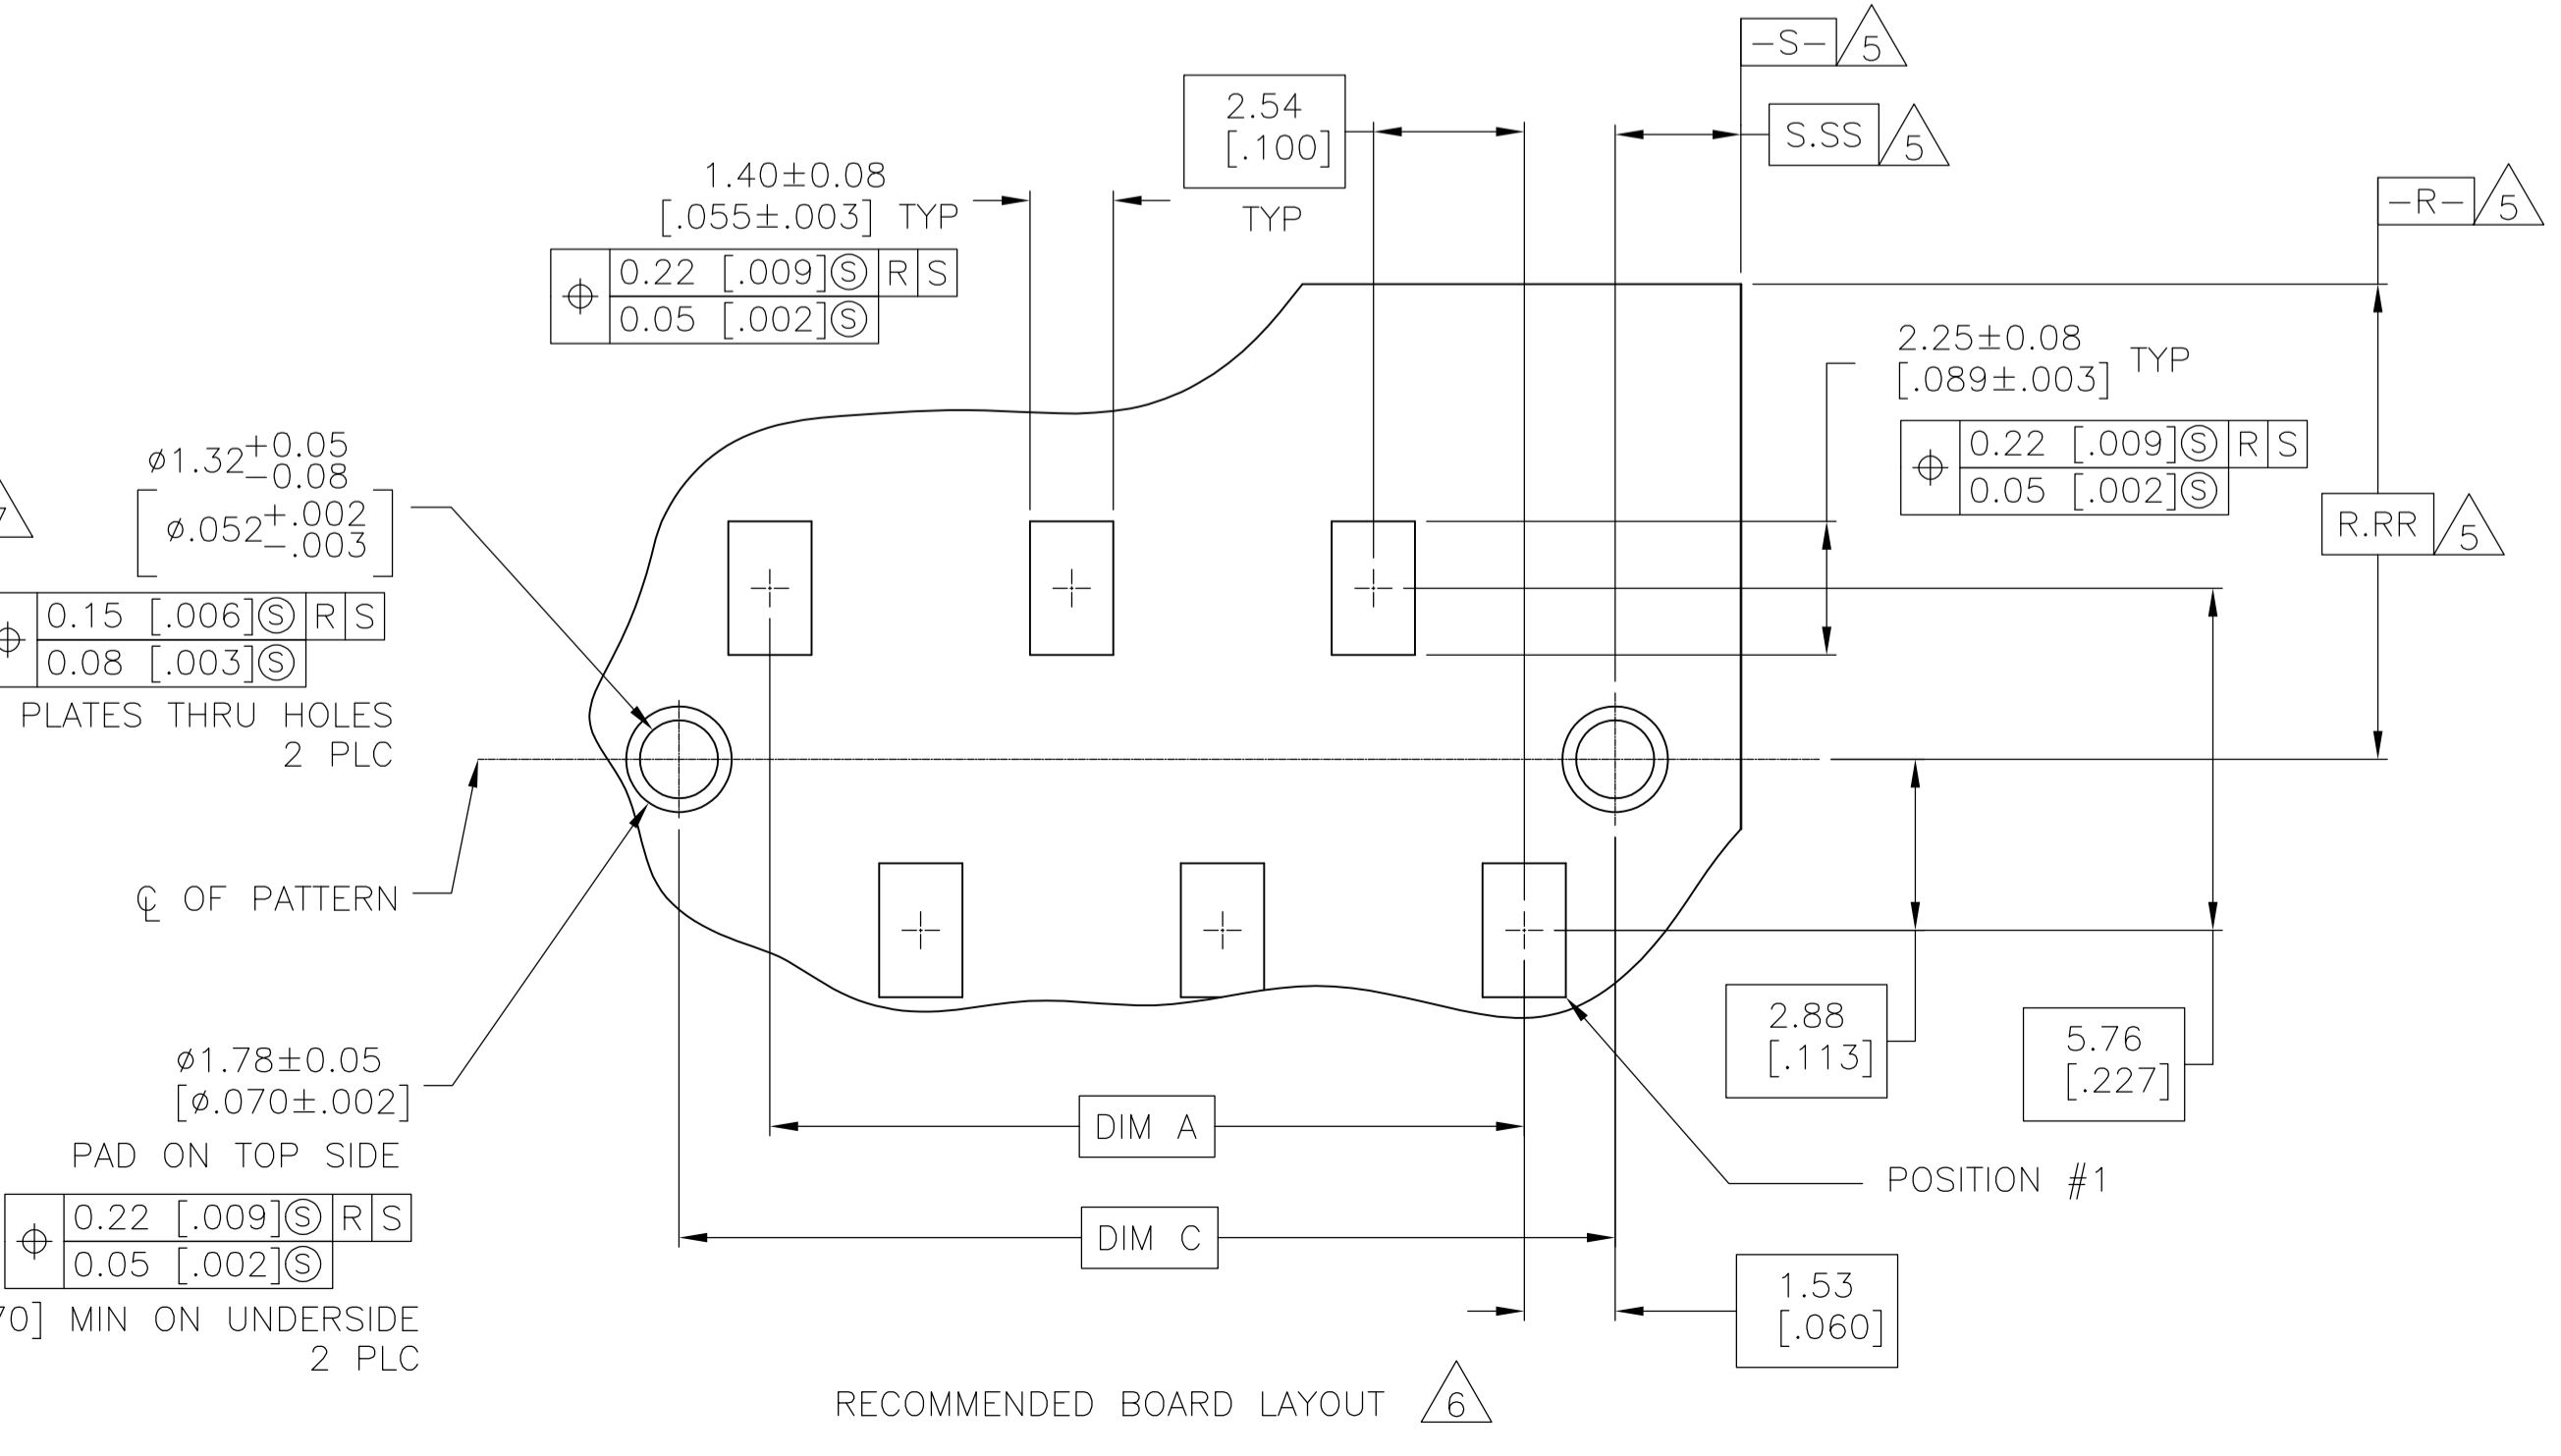 -S- 5
2.54
[.100]
TYP
S.SS 5
1.40±0.08
[.055±.003] TYP
⌖ 0.22 [.009]Ⓢ R S
0.05 [.002]Ⓢ
-R- 5
2.25±0.08
[.089±.003] TYP
⌖ 0.22 [.009]Ⓢ R S
0.05 [.002]Ⓢ
R.RR 5
ø1.32+0.05
-0.08
[ø.052+.002
-.003]
7
⌖ 0.15 [.006]Ⓢ R S
0.08 [.003]Ⓢ
PLATES THRU HOLES
2 PLC
℄ OF PATTERN
ø1.78±0.05
[ø.070±.002]
PAD ON TOP SIDE
⌖ 0.22 [.009]Ⓢ R S
0.05 [.002]Ⓢ
70] MIN ON UNDERSIDE
2 PLC
2.88
[.113]
5.76
[.227]
DIM A
POSITION #1
DIM C
1.53
[.060]
RECOMMENDED BOARD LAYOUT 6